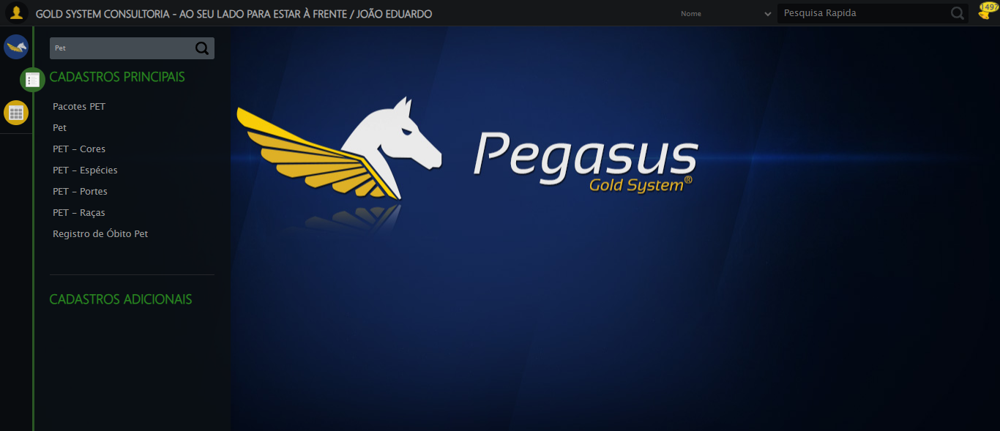 GOLD SYSTEM CONSULTORIA - AO SEU LADO PARA ESTAR À FRENTE / JOÃO EDUARDO
Nome
Pesquisa Rapida
1497
Pet
CADASTROS PRINCIPAIS
Pacotes PET
Pet
PET - Cores
PET - Espécies
PET - Portes
PET - Raças
Registro de Óbito Pet
CADASTROS ADICIONAIS
Pegasus
Gold System®